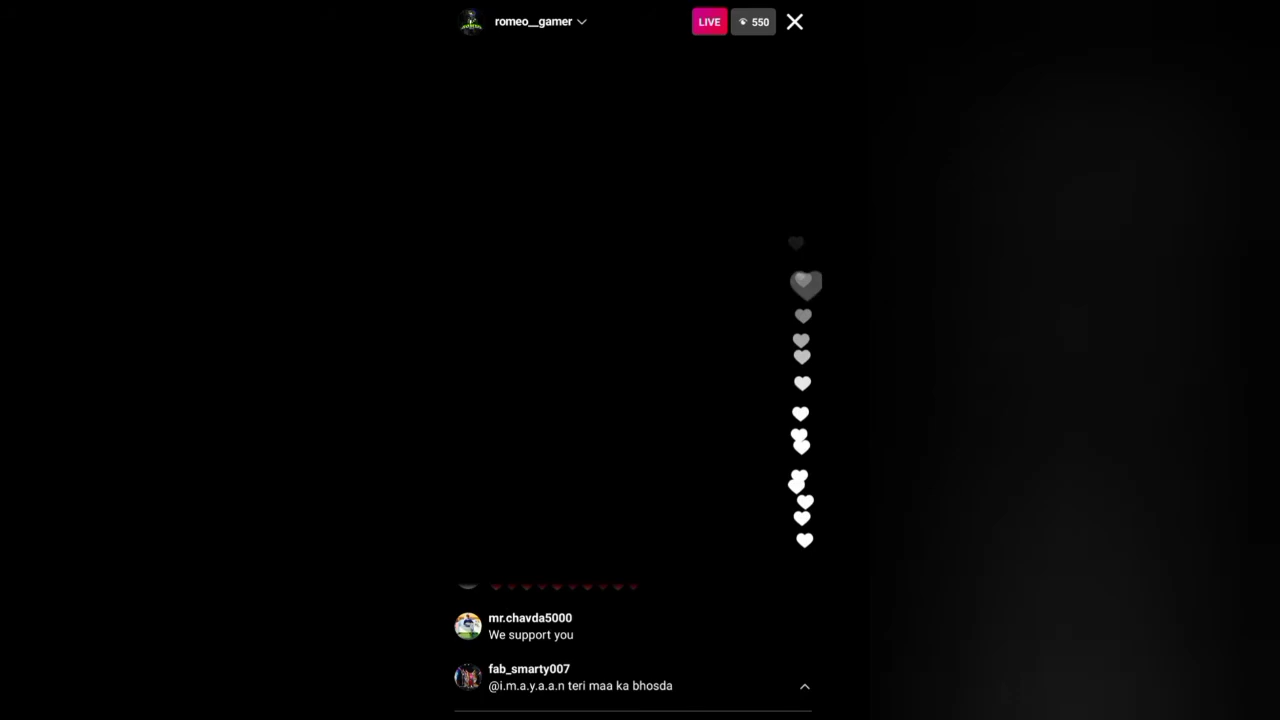 romeo__gamer
LIVE
550
mr.chavda5000
We support you
fab_smarty007
@i.m.a.y.a.a.n teri maa ka bhosda